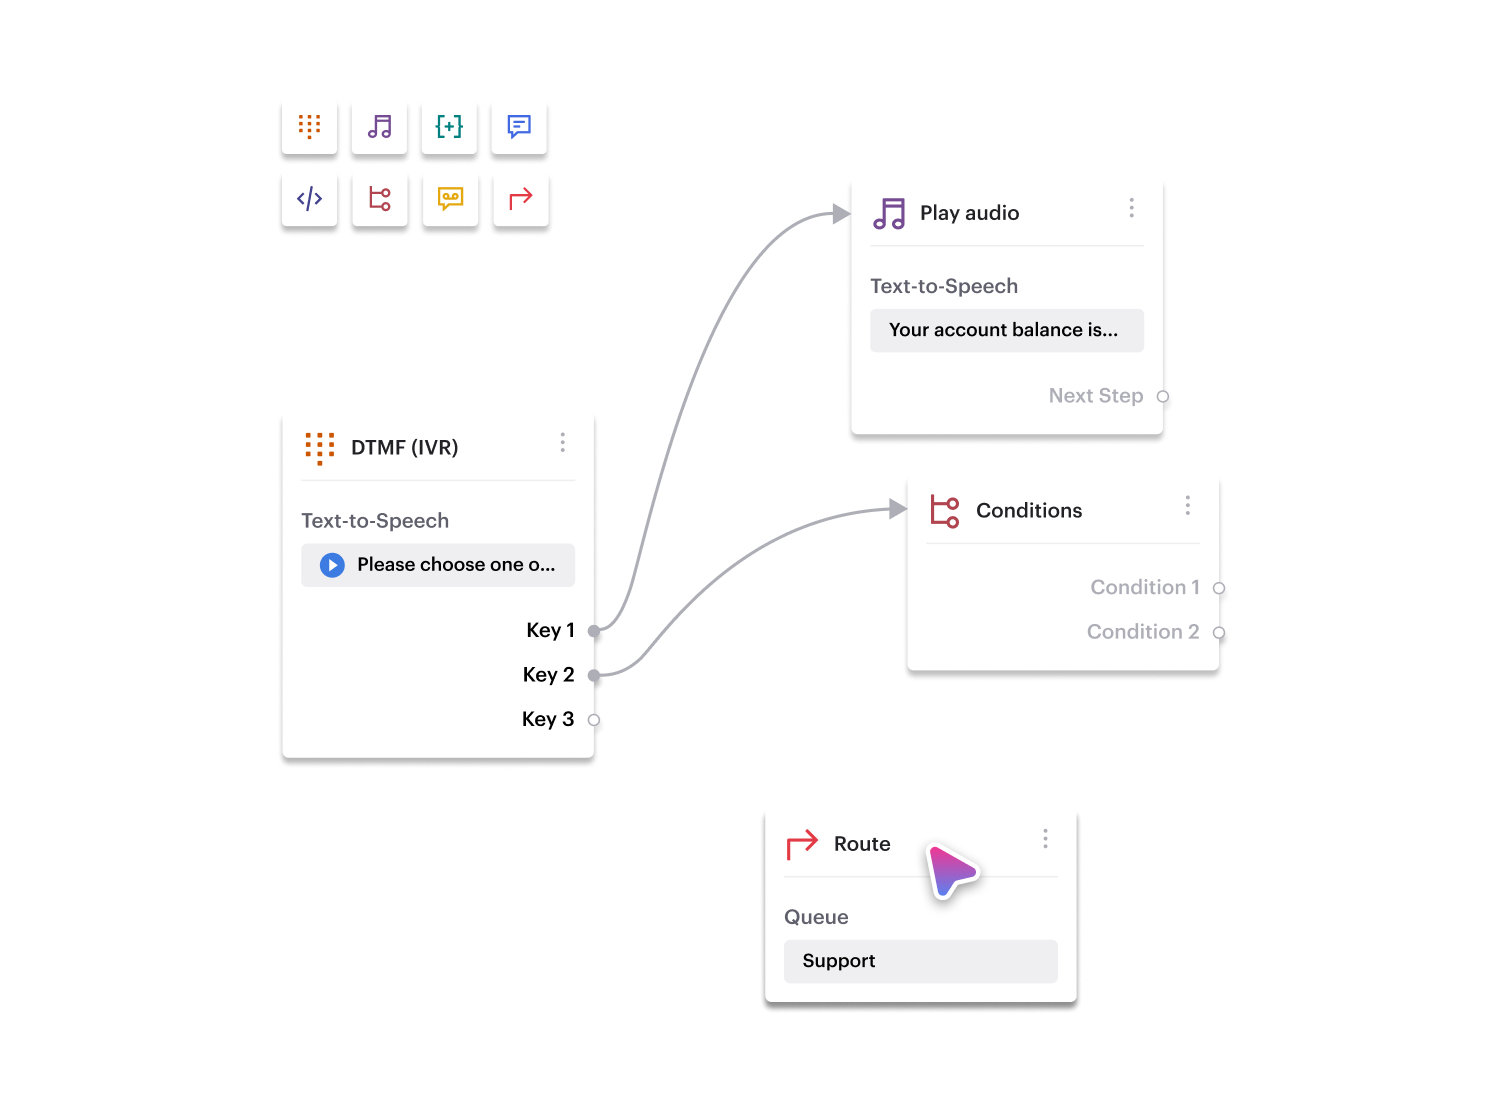 Play audio
Text-to-Speech
Your account balance is...
Next Step
DTMF (IVR)
Text-to-Speech
Please choose one o...
Key 1
Key 2
Key 3
Conditions
Condition 1
Condition 2
Route
Queue
Support